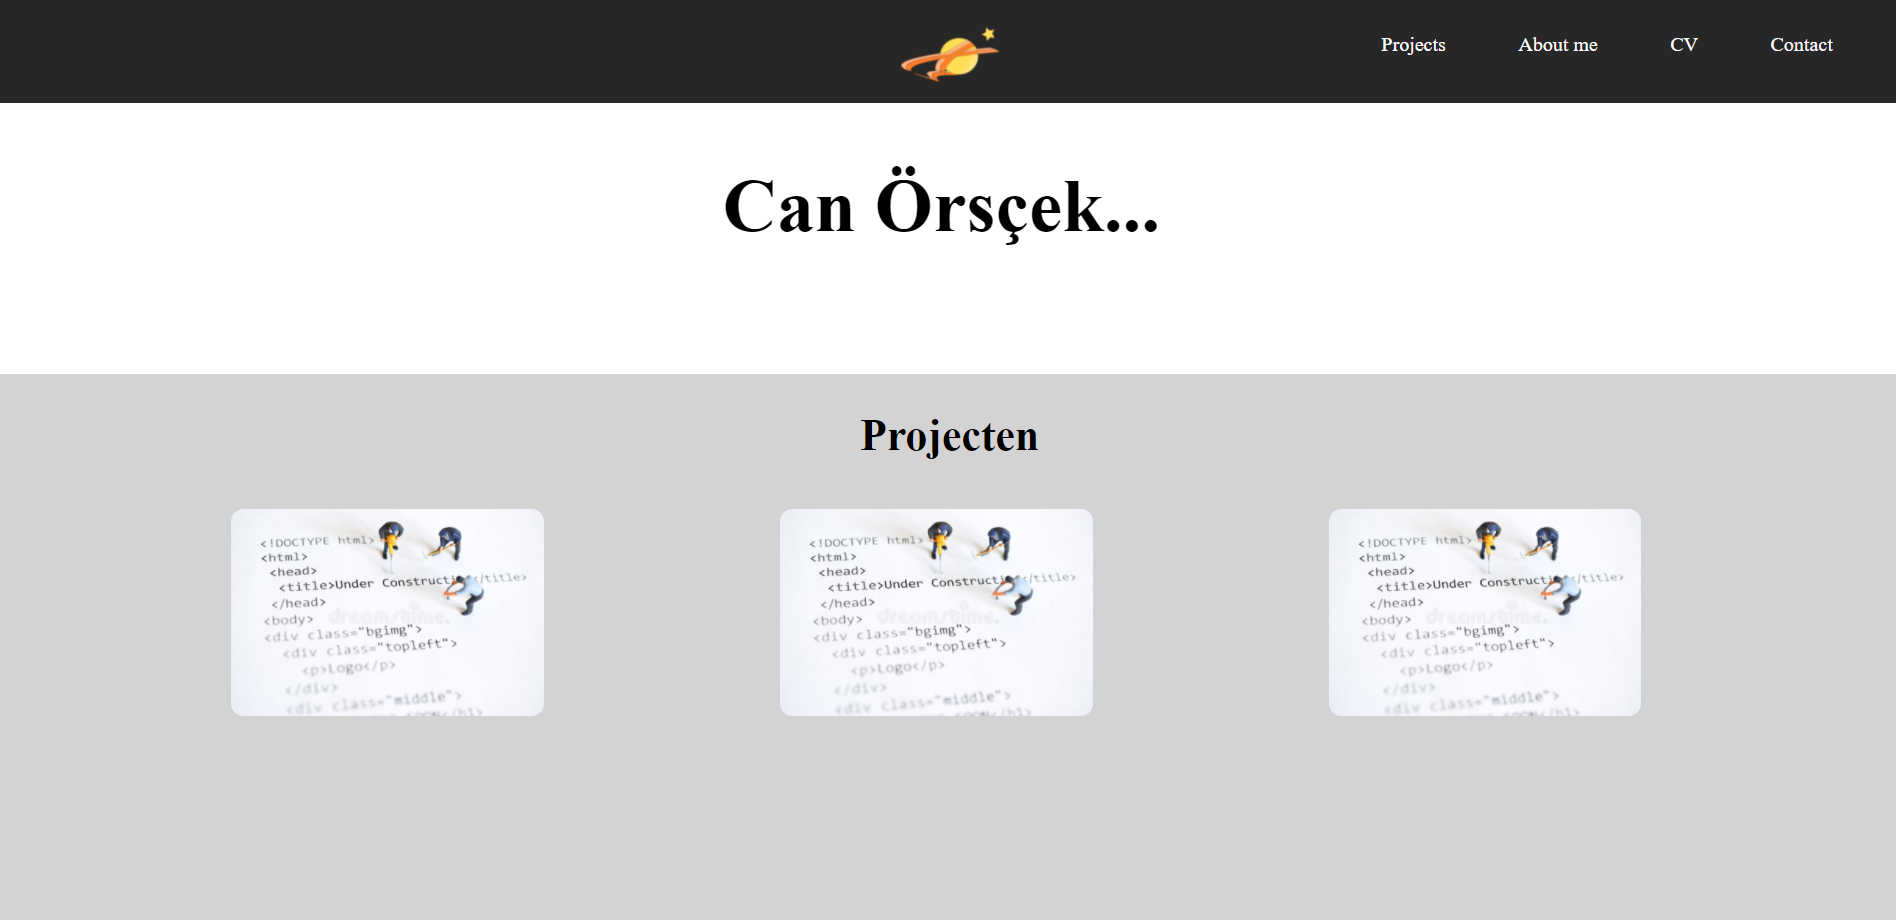 Projects About me CV Contact
Can Örsçek...
Projecten
<!DOCTYPE html>
<html>
<head>
<title>Under Constructi</title>
</head>
<body>
dreamstime.
<div class="bgimg">
<div class="topleft">
<p>Logo</p>
</div>
<div class="middle">
<!DOCTYPE html>
<html>
<head>
<title>Under Constructi</title>
</head>
<body>
dreamstime.
<div class="bgimg">
<div class="topleft">
<p>Logo</p>
</div>
<div class="middle">
<!DOCTYPE html>
<html>
<head>
<title>Under Constructi</title>
</head>
<body>
dreamstime.
<div class="bgimg">
<div class="topleft">
<p>Logo</p>
</div>
<div class="middle">